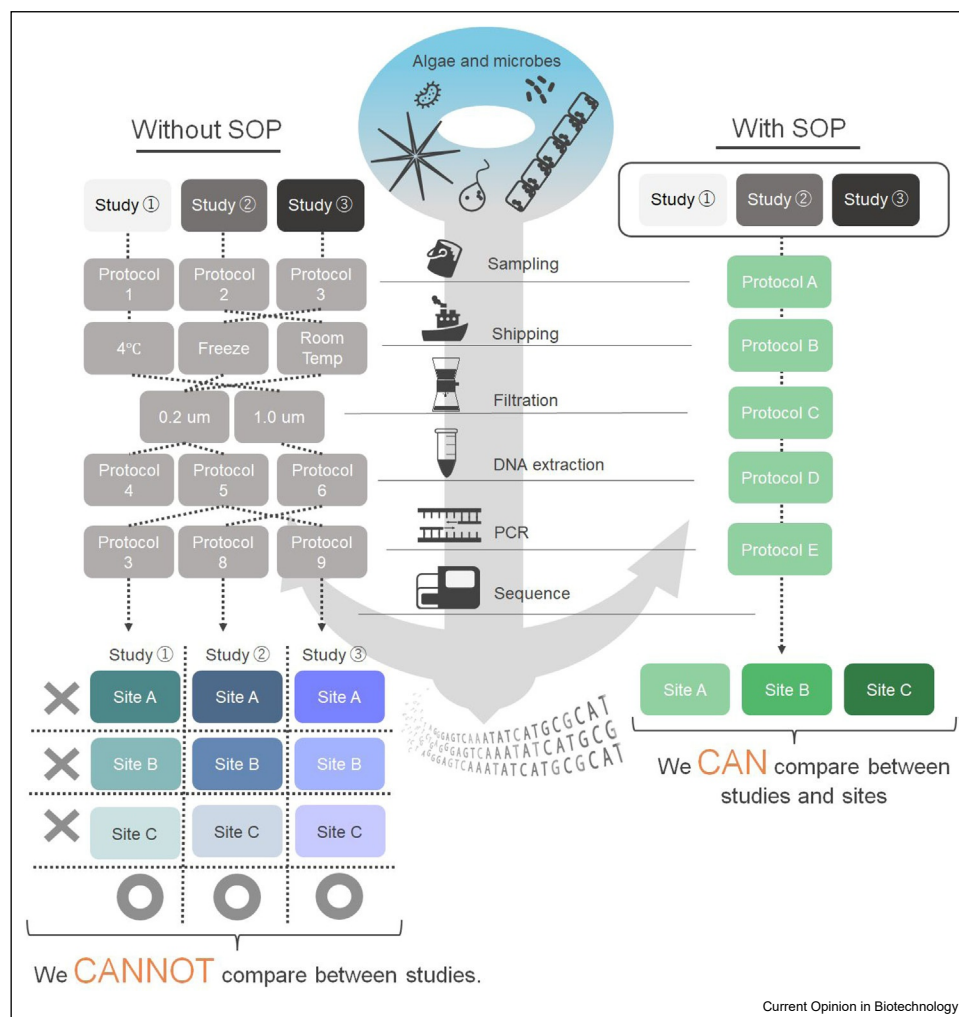 Algae and microbes
Without SOP
With SOP
Study ①
Study ②
Study ③
Study ①
Study ②
Study ③
Protocol
1
Protocol
2
Protocol
3
Sampling
Protocol A
4℃
Freeze
Room
Temp
Shipping
Protocol B
0.2 um
1.0 um
Filtration
Protocol C
Protocol
4
Protocol
5
Protocol
6
DNA extraction
Protocol D
Protocol
3
Protocol
8
Protocol
9
PCR
Protocol E
Sequence
Study ①
Study ②
Study ③
Site A
Site A
Site A
Site B
Site B
Site B
Site C
Site C
Site C
GAGTCAAATATCATGCGCAT
GGAGTCAAATATCATGCG
GGGAGTCAAATATCATGCGCAT
Site A
Site B
Site C
We CAN compare between
studies and sites
We CANNOT compare between studies.
Current Opinion in Biotechnology